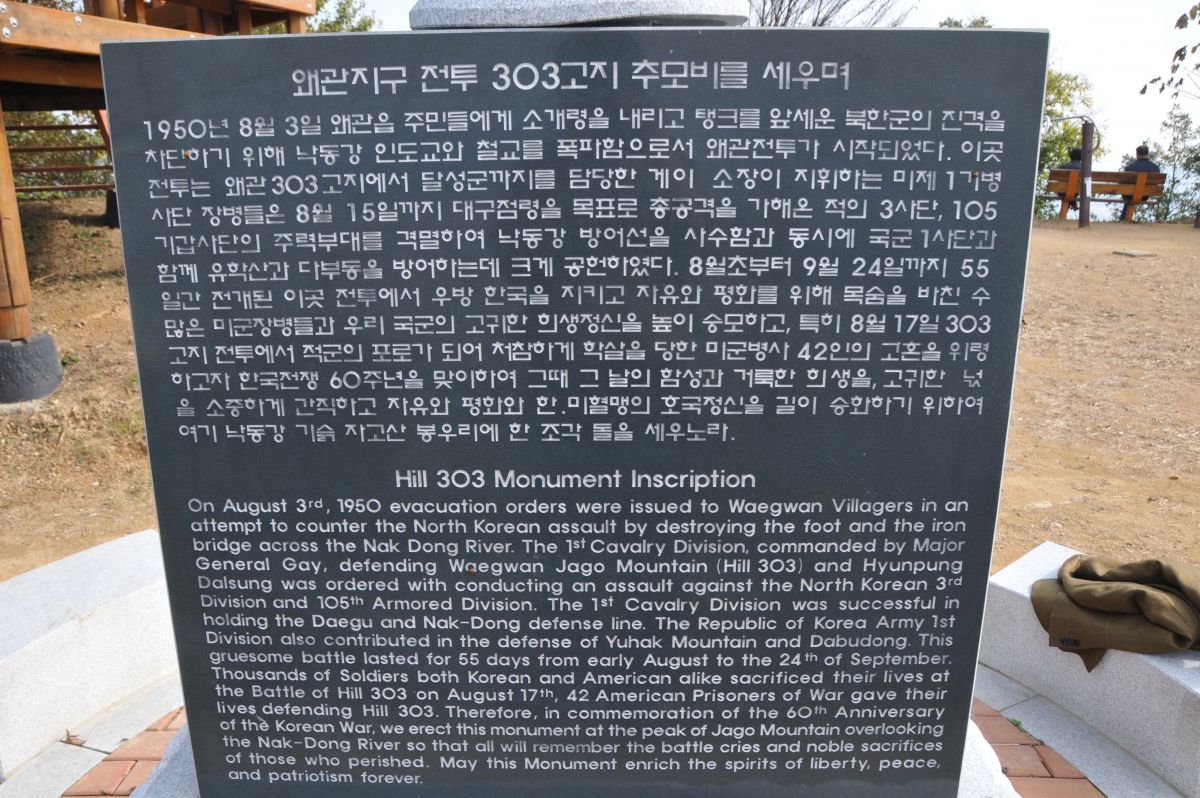 왜관지구 전투 303고지 추모비를 세우며
1950년 8월 3일 왜관읍 주민들에게 소개령을 내리고 탱크를 앞세운 북한군의 진격을
차단하기 위해 낙동강 인도교와 철교를 폭파함으로서 왜관전투가 시작되었다. 이곳
전투는 왜관303고지에서 달성군까지를 담당한 게이 소장이 지휘하는 미제1기병
사단 장병들은 8월 15일까지 대구점령을 목표로 총공격을 가해온 적의 3사단, 105
기갑사단의 주력부대를 격멸하여 낙동강 방어선을 사수함과 동시에 국군1사단과
함께 유학산과 다부동을 방어하는데 크게 공헌하였다. 8월초부터 9월 24일까지 55
일간 전개된 이곳 전투에서 우방 한국을 지키고 자유와 평화를 위해 목숨을 바친 수
많은 미군장병들과 우리 국군의 고귀한 희생정신을 높이 숭모하고, 특히 8월17일 303
고지 전투에서 적군의 포로가 되어 처참하게 학살을 당한 미군병사 42인의 고혼을 위령
하고자 한국전쟁 60주년을 맞이하여 그때 그 날의 함성과 거룩한 희생을, 고귀한 넋
을 소중하게 간직하고 자유와 평화와 한.미혈맹의 호국정신을 길이 승화하기 위하여
여기 낙동강 기슭 자고산 봉우리에 한 조각 돌을 세우노라.
Hill 303 Monument Inscription
On August 3rd, 1950 evacuation orders were issued to Waegwan Villagers in an
attempt to counter the North Korean assault by destroying the foot and the iron
bridge across the Nak Dong River. The 1st Cavalry Division, commanded by Major
General Gay, defending Waegwan Jago Mountain (Hill 303) and Hyunpung
Dalsung was ordered with conducting an assault against the North Korean 3rd
Division and 105th Armored Division. The 1st Cavalry Division was successful in
holding the Daegu and Nak-Dong defense line. The Republic of Korea Army 1st
Division also contributed in the defense of Yuhak Mountain and Dabudong. This
gruesome battle lasted for 55 days from early August to the 24th of September.
Thousands of Soldiers both Korean and American alike sacrificed their lives at
the Battle of Hill 303 on August 17th, 42 American Prisoners of War gave their
lives defending Hill 303. Therefore, in commemoration of the 60th Anniversary
of the Korean War, we erect this monument at the peak of Jago Mountain overlooking
the Nak-Dong River so that all will remember the battle cries and noble sacrifices
of those who perished. May this Monument enrich the spirits of liberty, peace,
and patriotism forever.